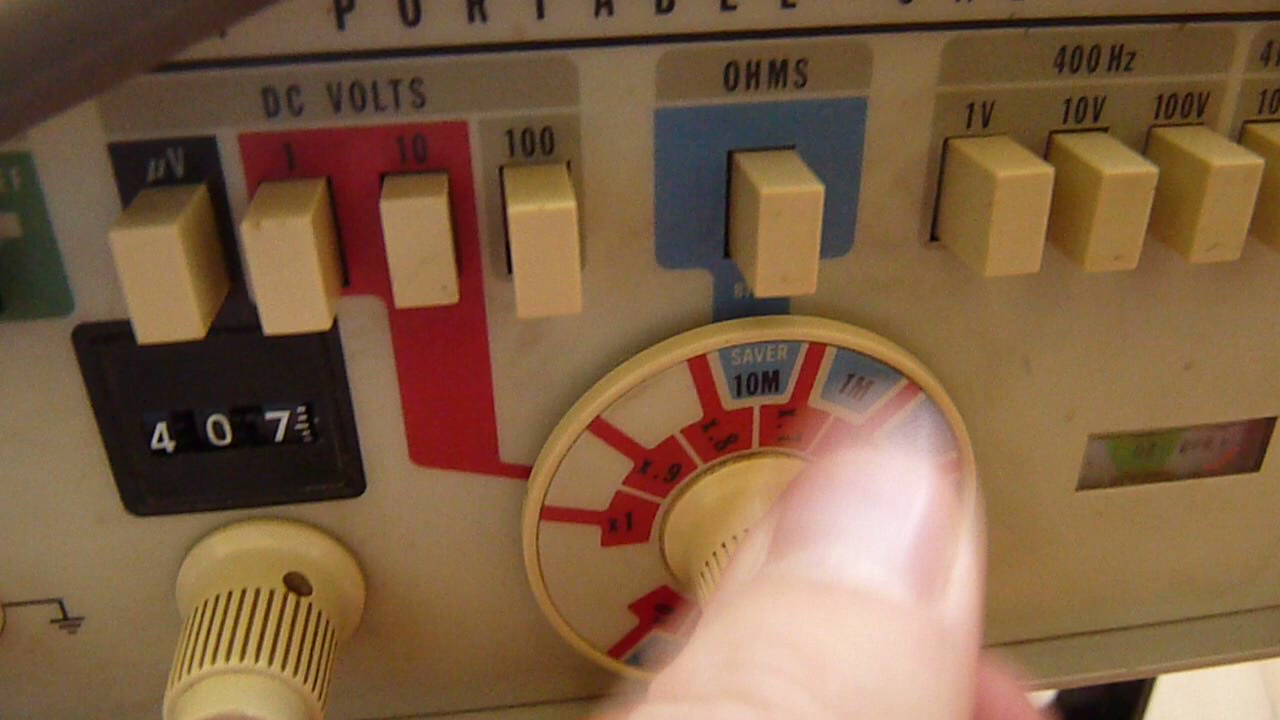 PORTABLE
DC VOLTS
OHMS
400 Hz
µV
1
10
100
1V
10V
100V
SAVER
10M
1M
x.8
x.9
x1
407